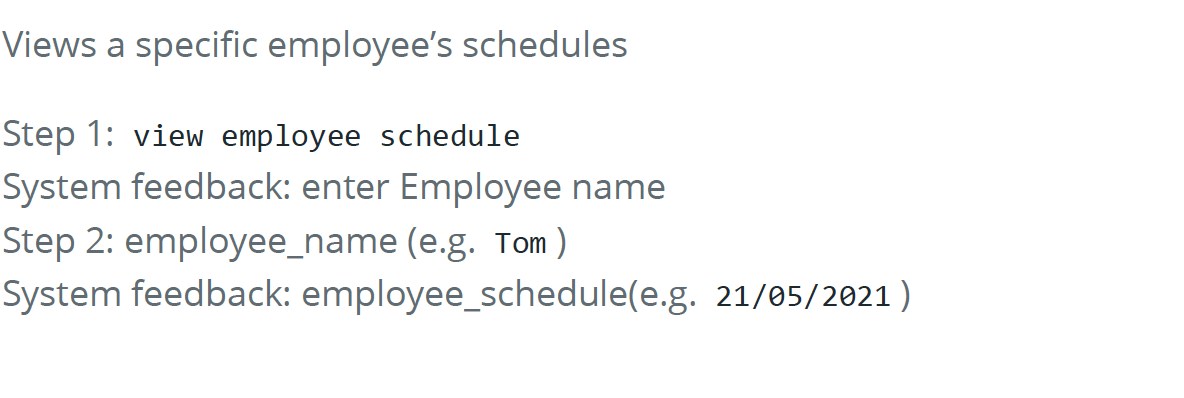 Views a specific employee’s schedules
Step 1: view employee schedule
System feedback: enter Employee name
Step 2: employee_name (e.g. Tom )
System feedback: employee_schedule(e.g. 21/05/2021 )